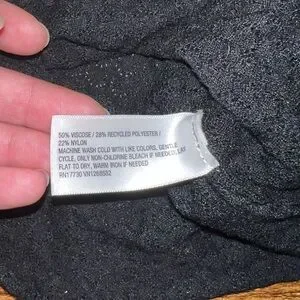 50% VISCOSE / 28% RECYCLED POLYESTER /
22% NYLON
MACHINE WASH COLD WITH LIKE COLORS, GENTLE
CYCLE, ONLY NON-CHLORINE BLEACH IF NEEDED, LAY
FLAT TO DRY, WARM IRON IF NEEDED
RN17730 VN1268552